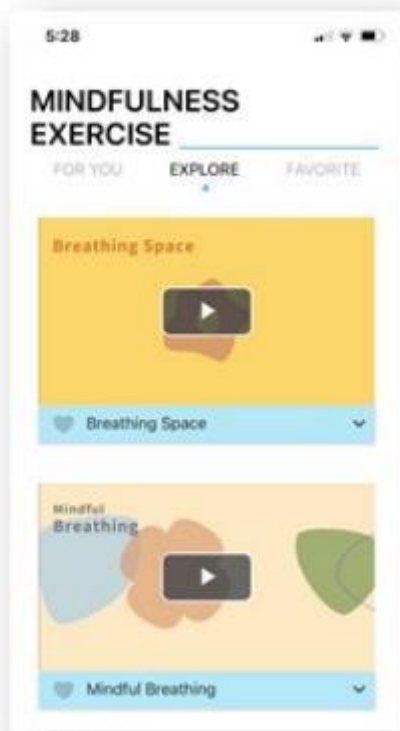 5:28
MINDFULNESS
EXERCISE
FOR YOU EXPLORE FAVORITE
Breathing Space
Breathing Space
Mindful
Breathing
Mindful Breathing